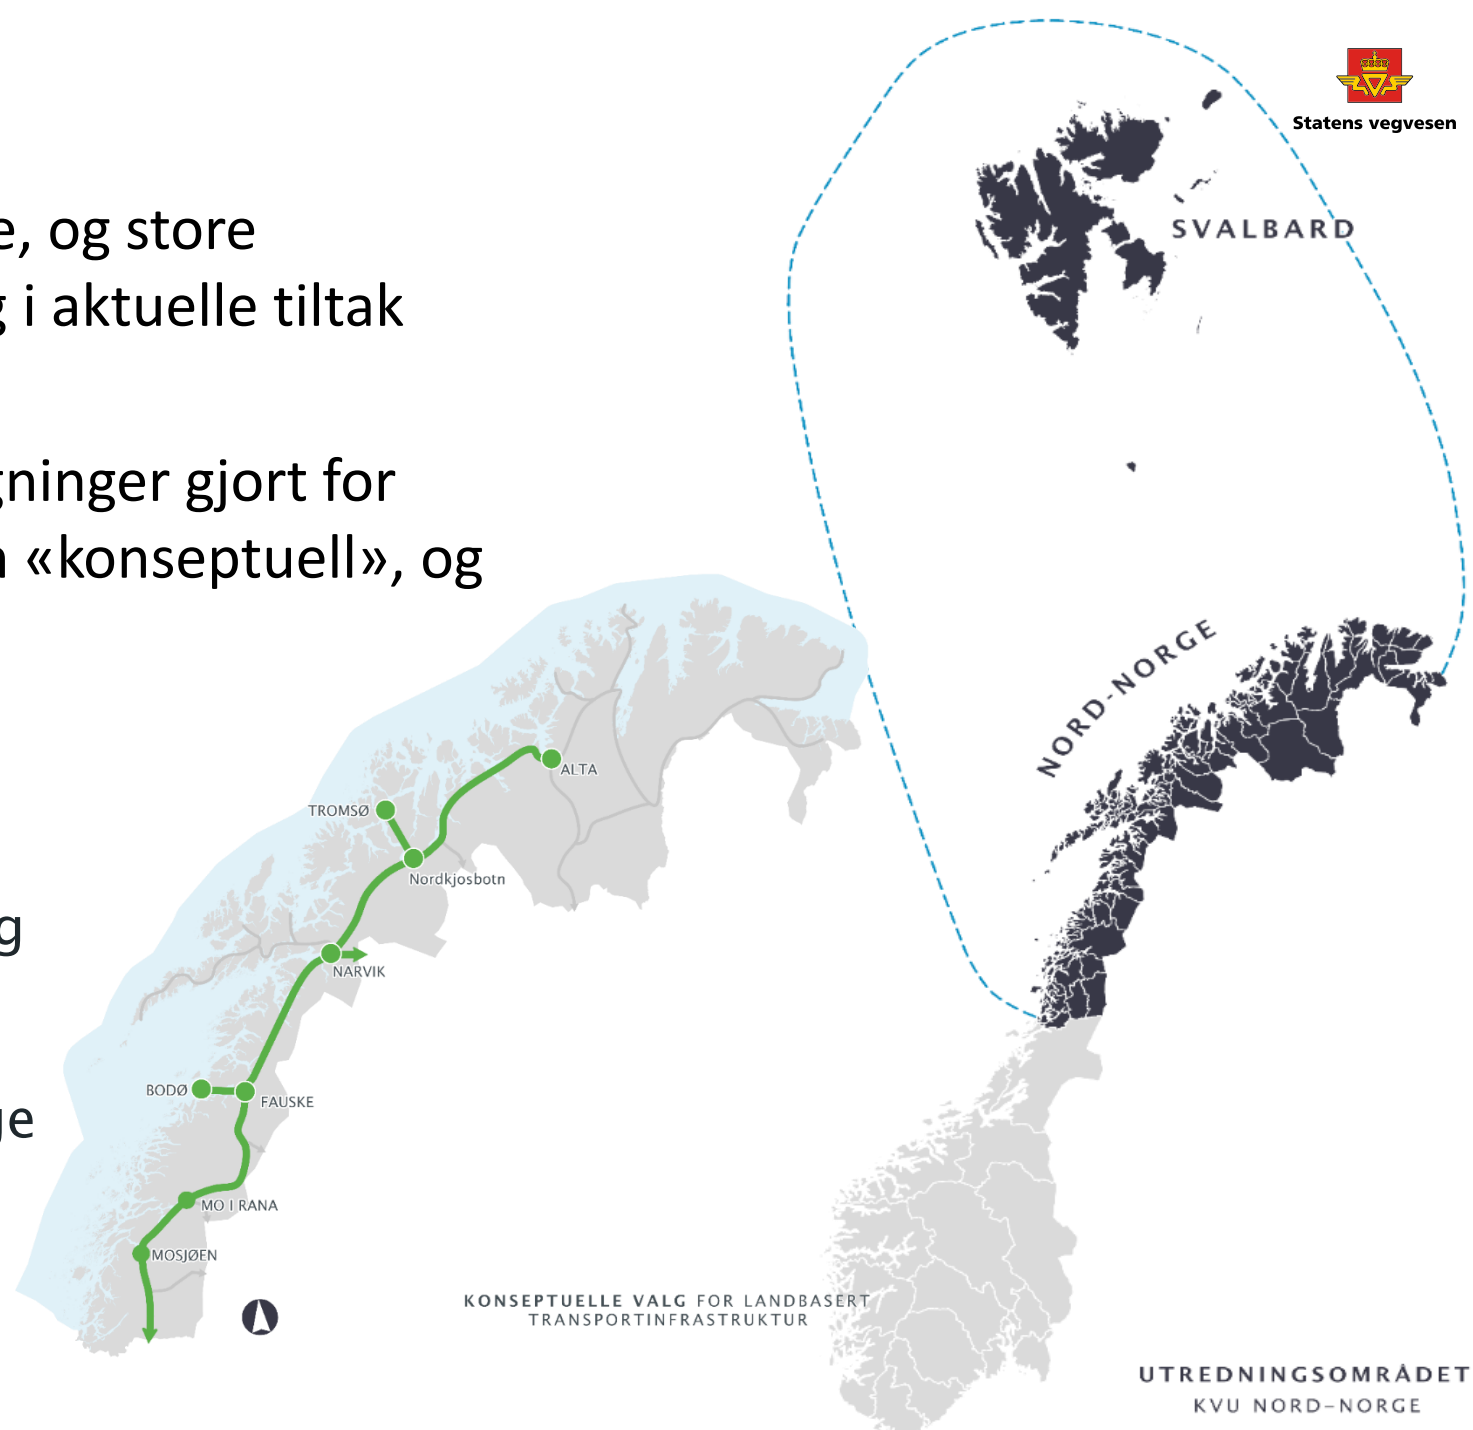 Statens vegvesen
e, og store
g i aktuelle tiltak
gninger gjort for
n «konseptuell», og
g
ge
SVALBARD
NORD-NORGE
ALTA
TROMSØ
Nordkjosbotn
NARVIK
BODØ
FAUSKE
MO I RANA
MOSJØEN
KONSEPTUELLE VALG FOR LANDBASERT
TRANSPORTINFRASTRUKTUR
UTREDNINGSOMRÅDET
KVU NORD-NORGE